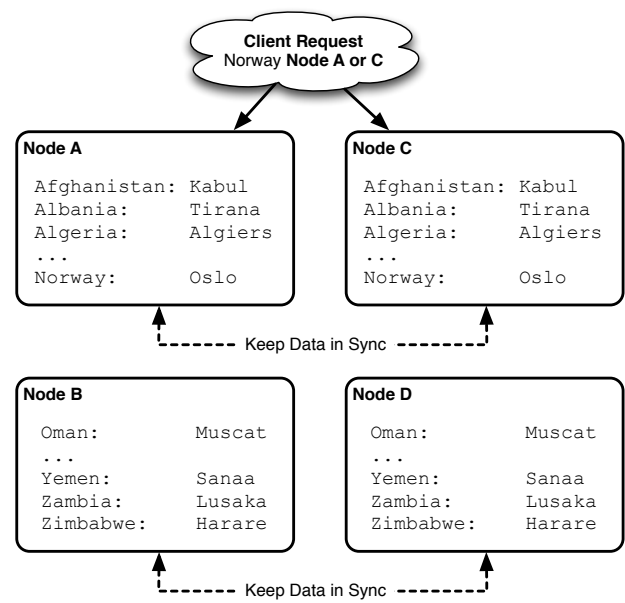 Client Request
Norway Node A or C
Node A
Afghanistan: Kabul
Albania: Tirana
Algeria: Algiers
...
Norway: Oslo
Node C
Afghanistan: Kabul
Albania: Tirana
Algeria: Algiers
...
Norway: Oslo
Keep Data in Sync
Node B
Oman: Muscat
...
Yemen: Sanaa
Zambia: Lusaka
Zimbabwe: Harare
Node D
Oman: Muscat
...
Yemen: Sanaa
Zambia: Lusaka
Zimbabwe: Harare
Keep Data in Sync